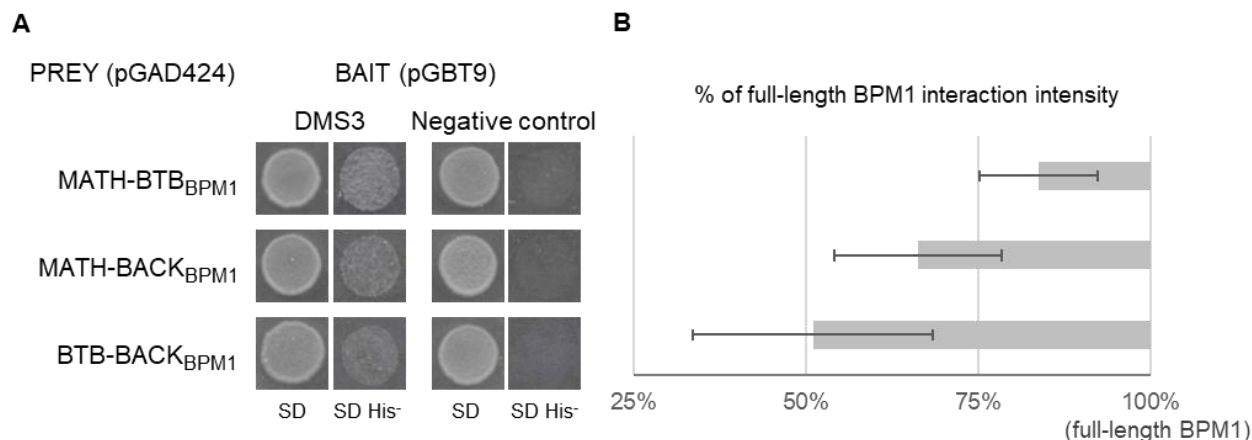 A
PREY (pGAD424)
BAIT (pGBT9)
DMS3
Negative control
MATH-BTBBPM1
MATH-BACKBPM1
BTB-BACKBPM1
SD
SD His-
SD
SD His-
B
% of full-length BPM1 interaction intensity
25%
50%
75%
100%
(full-length BPM1)